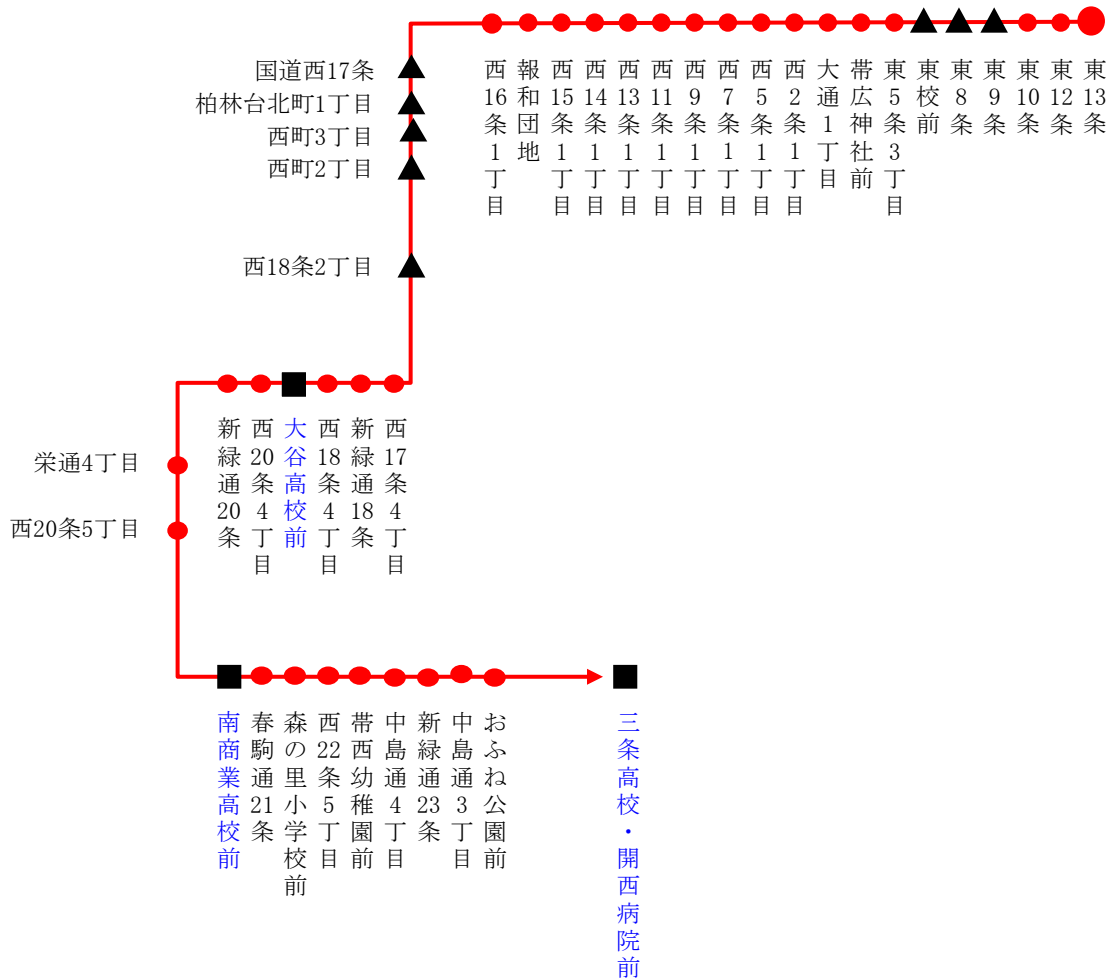 国道西17条
柏林台北町1丁目
西町3丁目
西町2丁目
西18条2丁目
西16条1丁目
報和団地
西15条1丁目
西14条1丁目
西13条1丁目
西11条1丁目
西9条1丁目
西7条1丁目
西5条1丁目
西2条1丁目
大通1丁目
帯広神社前
東5条3丁目
東校前
東8条
東9条
東10条
東12条
東13条
新緑通20条
西20条4丁目
大谷高校前
西18条4丁目
新緑通18条
西17条4丁目
栄通4丁目
西20条5丁目
南商業高校前
春駒通21条
森の里小学校前
西22条5丁目
帯西幼稚園前
中島通4丁目
新緑通23条
中島通3丁目
おふね公園前
三条高校・開西病院前